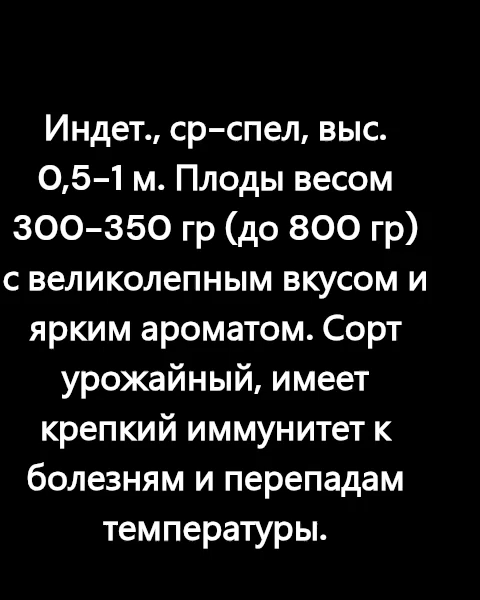 Индет., ср-спел, выс.
0,5-1 м. Плоды весом
300-350 гр (до 800 гр)
с великолепным вкусом и
ярким ароматом. Сорт
урожайный, имеет
крепкий иммунитет к
болезням и перепадам
температуры.